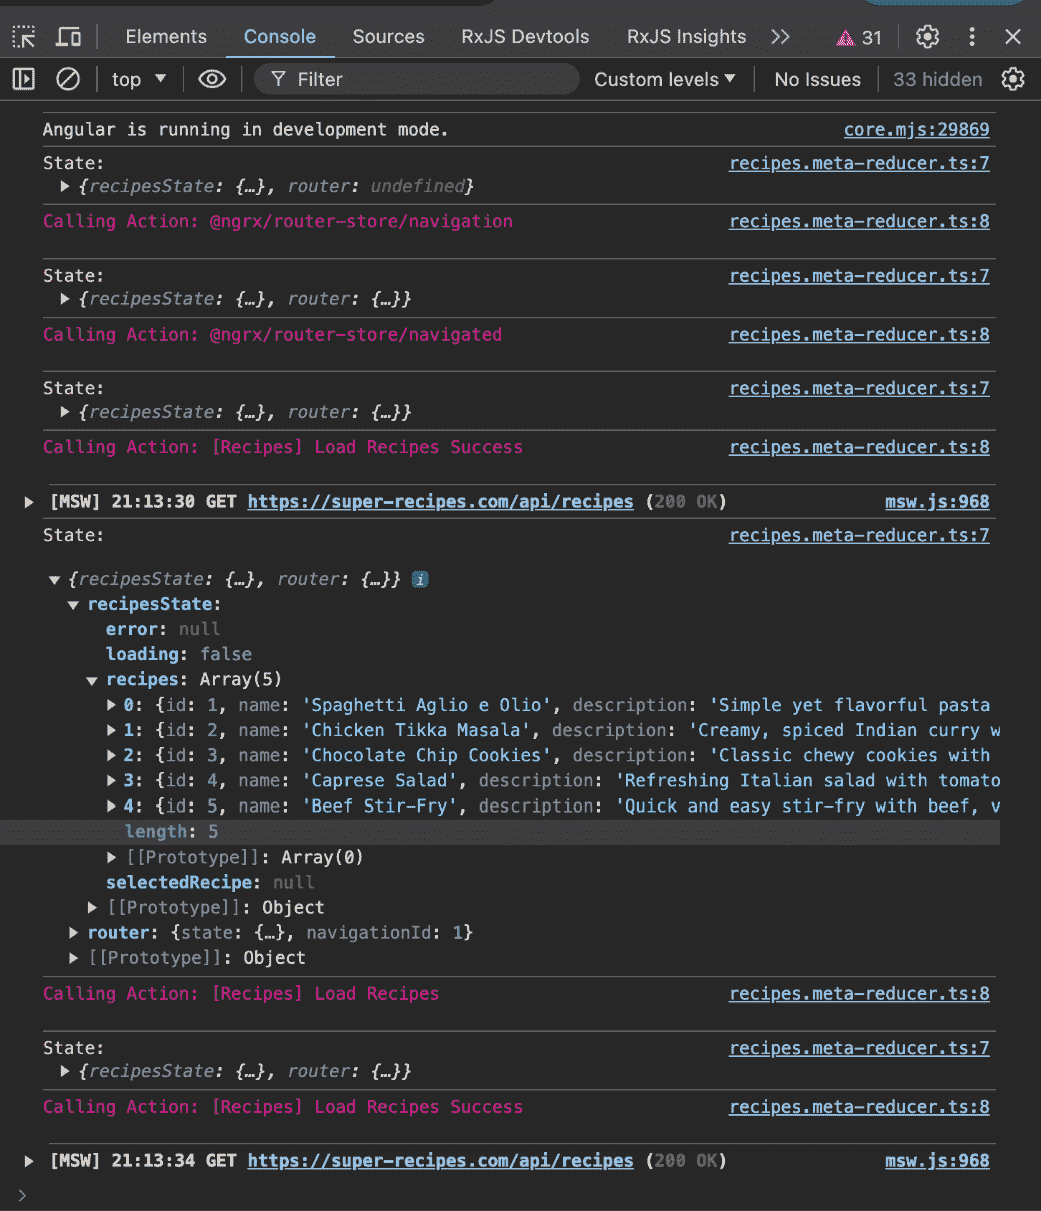 Elements Console Sources RxJS Devtools RxJS Insights 31
top Filter Custom levels No Issues 33 hidden
Angular is running in development mode. core.mjs:29869
State: recipes.meta-reducer.ts:7
{recipesState: {…}, router: undefined}
Calling Action: @ngrx/router-store/navigation recipes.meta-reducer.ts:8
State: recipes.meta-reducer.ts:7
{recipesState: {…}, router: {…}}
Calling Action: @ngrx/router-store/navigated recipes.meta-reducer.ts:8
State: recipes.meta-reducer.ts:7
{recipesState: {…}, router: {…}}
Calling Action: [Recipes] Load Recipes Success recipes.meta-reducer.ts:8
[MSW] 21:13:30 GET https://super-recipes.com/api/recipes (200 OK) msw.js:968
State: recipes.meta-reducer.ts:7
{recipesState: {…}, router: {…}} i
recipesState:
error: null
loading: false
recipes: Array(5)
0: {id: 1, name: 'Spaghetti Aglio e Olio', description: 'Simple yet flavorful pasta
1: {id: 2, name: 'Chicken Tikka Masala', description: 'Creamy, spiced Indian curry w
2: {id: 3, name: 'Chocolate Chip Cookies', description: 'Classic chewy cookies with
3: {id: 4, name: 'Caprese Salad', description: 'Refreshing Italian salad with tomato
4: {id: 5, name: 'Beef Stir-Fry', description: 'Quick and easy stir-fry with beef, v
length: 5
[[Prototype]]: Array(0)
selectedRecipe: null
[[Prototype]]: Object
router: {state: {…}, navigationId: 1}
[[Prototype]]: Object
Calling Action: [Recipes] Load Recipes recipes.meta-reducer.ts:8
State: recipes.meta-reducer.ts:7
{recipesState: {…}, router: {…}}
Calling Action: [Recipes] Load Recipes Success recipes.meta-reducer.ts:8
[MSW] 21:13:34 GET https://super-recipes.com/api/recipes (200 OK) msw.js:968